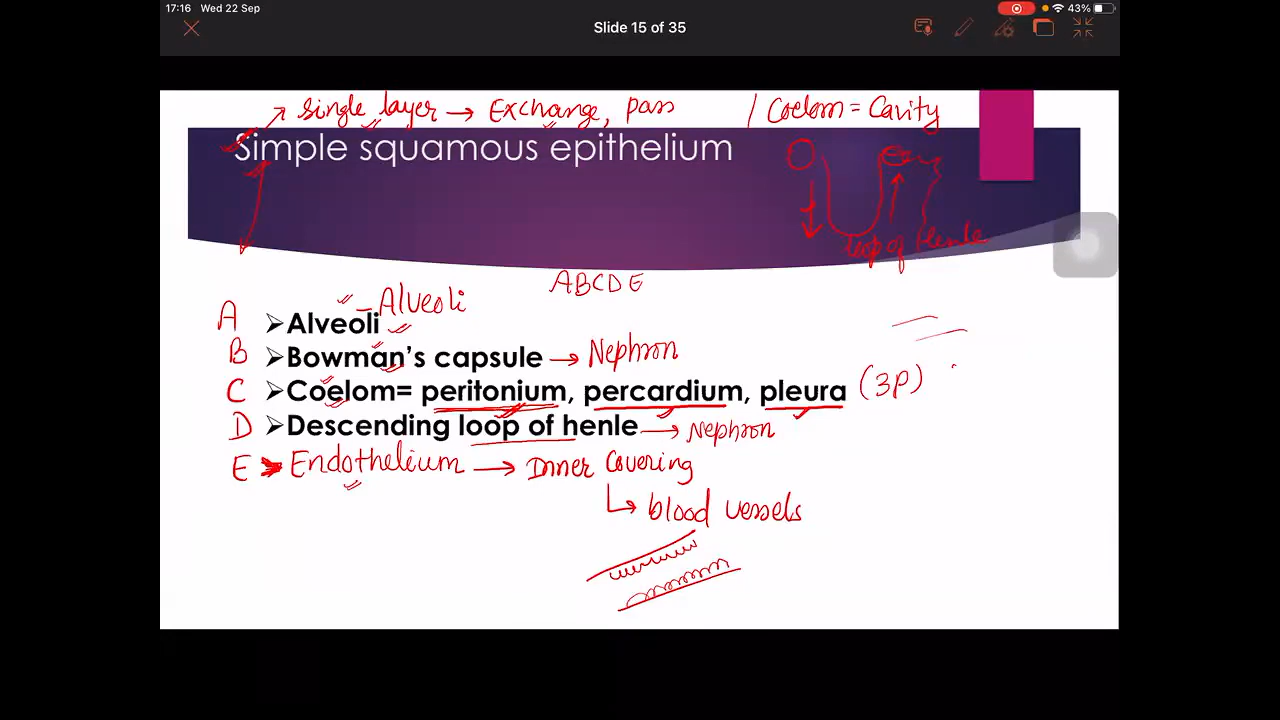 17:16 Wed 22 Sep
43%
Slide 15 of 35
Single layer → Exchange, pass
/ Coelom = Cavity
Simple squamous epithelium
loop of Henle
ABCDE
– Alveoli
A ➢Alveoli
B ➢Bowman's capsule → Nephron
C ➢Coelom= peritonium, percardium, pleura (3P)
D ➢Descending loop of henle → Nephron
E Endothelium → Inner Covering
↳ blood vessels